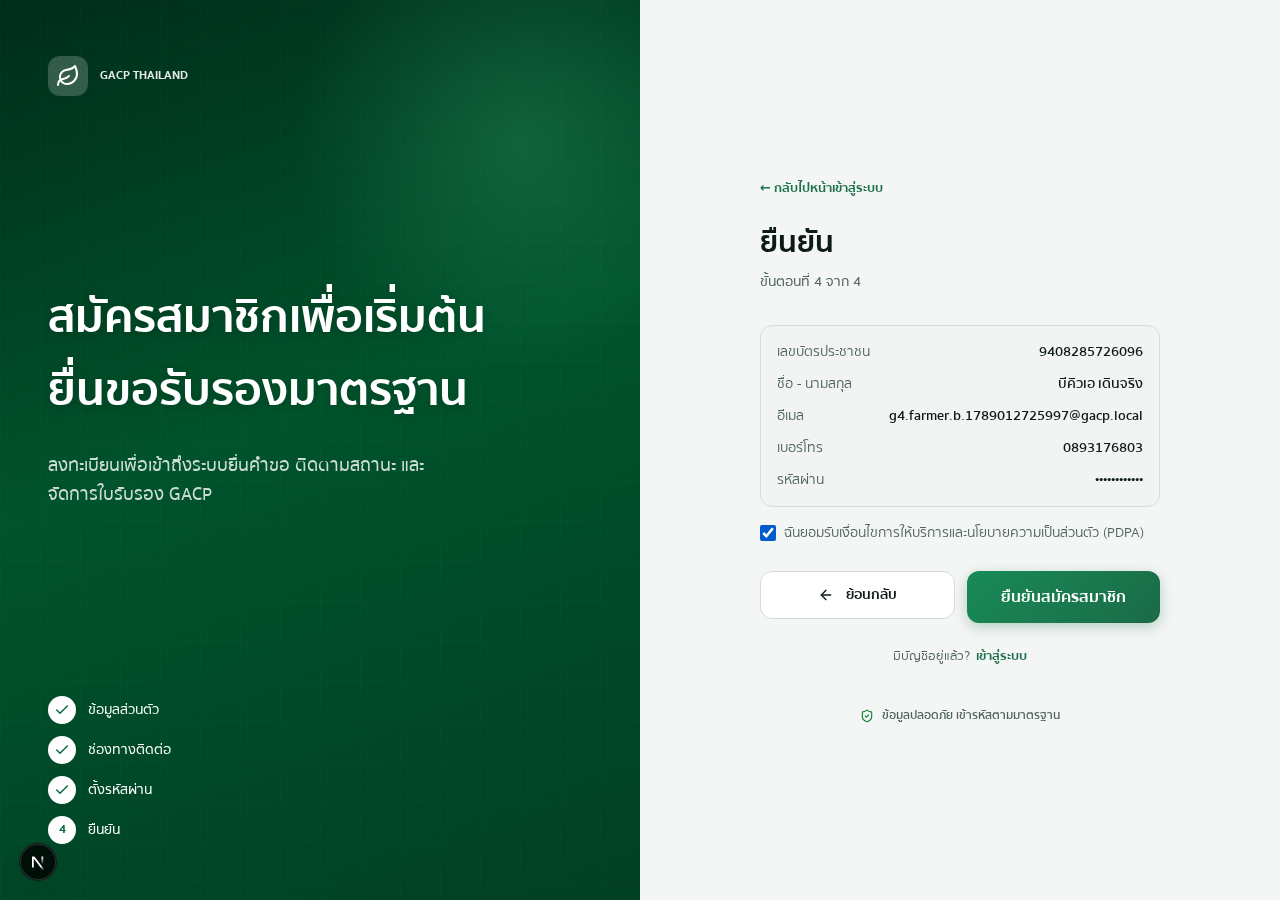 GACP THAILAND
สมัครสมาชิกเพื่อเริ่มต้น
ยื่นขอรับรองมาตรฐาน
ลงทะเบียนเพื่อเข้าถึงระบบยื่นคำขอ ติดตามสถานะ และ
จัดการใบรับรอง GACP
ข้อมูลส่วนตัว
ช่องทางติดต่อ
ตั้งรหัสผ่าน
4 ยืนยัน
← กลับไปหน้าเข้าสู่ระบบ
ยืนยัน
ขั้นตอนที่ 4 จาก 4
เลขบัตรประชาชน 9408285726096
ชื่อ - นามสกุล บีคิวเอ เดินจริง
อีเมล g4.farmer.b.1789012725997@gacp.local
เบอร์โทร 0893176803
รหัสผ่าน ••••••••••••
ฉันยอมรับเงื่อนไขการให้บริการและนโยบายความเป็นส่วนตัว (PDPA)
ย้อนกลับ
ยืนยันสมัครสมาชิก
มีบัญชีอยู่แล้ว? เข้าสู่ระบบ
ข้อมูลปลอดภัย เข้ารหัสตามมาตรฐาน